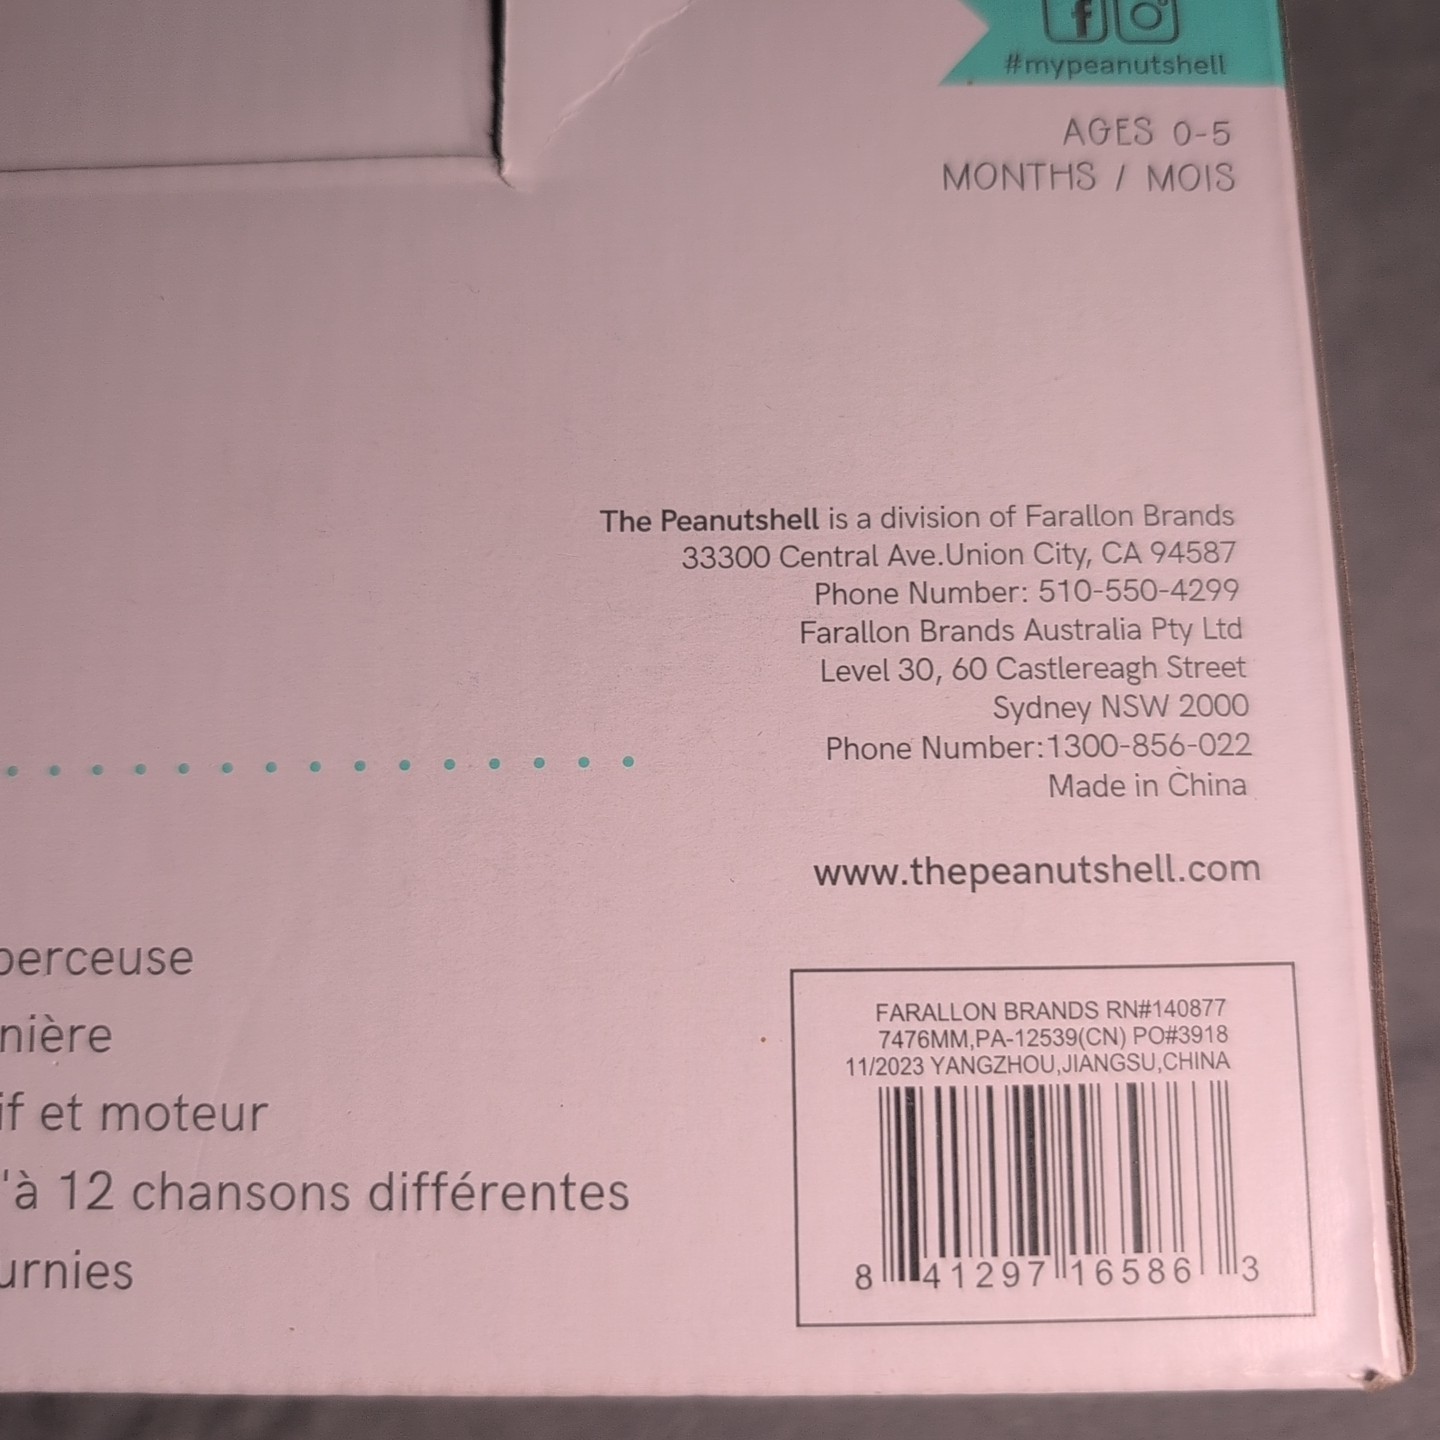 #mypeanutshell
AGES 0-5
MONTHS / MOIS
The Peanutshell is a division of Farallon Brands
33300 Central Ave.Union City, CA 94587
Phone Number: 510-550-4299
Farallon Brands Australia Pty Ltd
Level 30, 60 Castlereagh Street
Sydney NSW 2000
Phone Number:1300-856-022
Made in China
www.thepeanutshell.com
berceuse
nière
if et moteur
'à 12 chansons différentes
urnies
FARALLON BRANDS RN#140877
7476MM,PA-12539(CN) PO#3918
11/2023 YANGZHOU,JIANGSU,CHINA
8 41297 16586 3